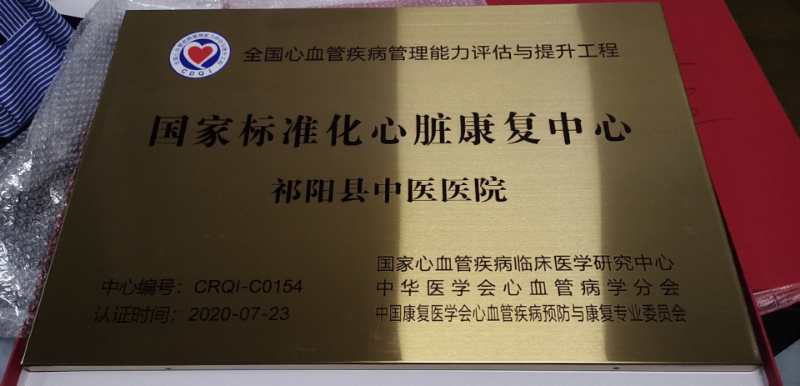 全国心血管疾病管理能力评估与提升工程
国家标准化心脏康复中心
祁阳县中医医院
国家心血管疾病临床医学研究中心
中心编号：CRQI-C0154
中华医学会心血管病学分会
认证时间：2020-07-23
中国康复医学会心血管疾病预防与康复专业委员会
CDQI